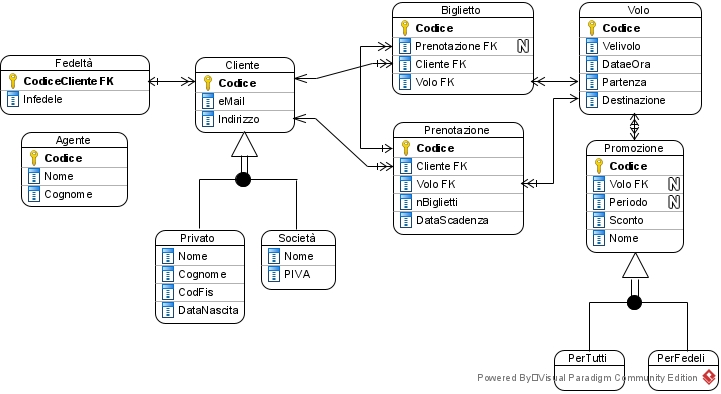 Fedeltà
CodiceCliente FK
Infedele
Agente
Codice
Nome
Cognome
Cliente
Codice
eMail
Indirizzo
Privato
Nome
Cognome
CodFis
DataNascita
Società
Nome
PIVA
Biglietto
Codice
Prenotazione FK N
Cliente FK
Volo FK
Prenotazione
Codice
Cliente FK
Volo FK
nBiglietti
DataScadenza
Volo
Codice
Velivolo
DataeOra
Partenza
Destinazione
Promozione
Codice
Volo FK N
Periodo N
Sconto
Nome
PerTutti
PerFedeli
Powered By Visual Paradigm Community Edition